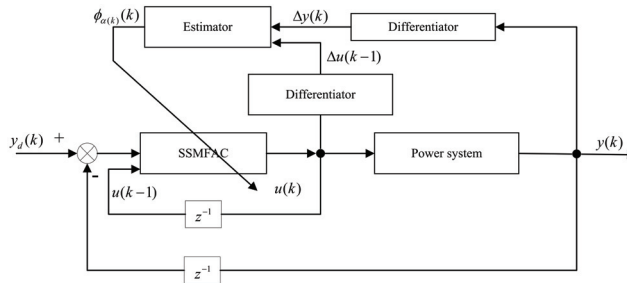 ϕ_{α(k)}(k)
Estimator
Δy(k)
Differentiator
Δu(k−1)
Differentiator
y_d(k)
+
-
SSMFAC
Power system
y(k)
u(k−1)
u(k)
z^{-1}
z^{-1}